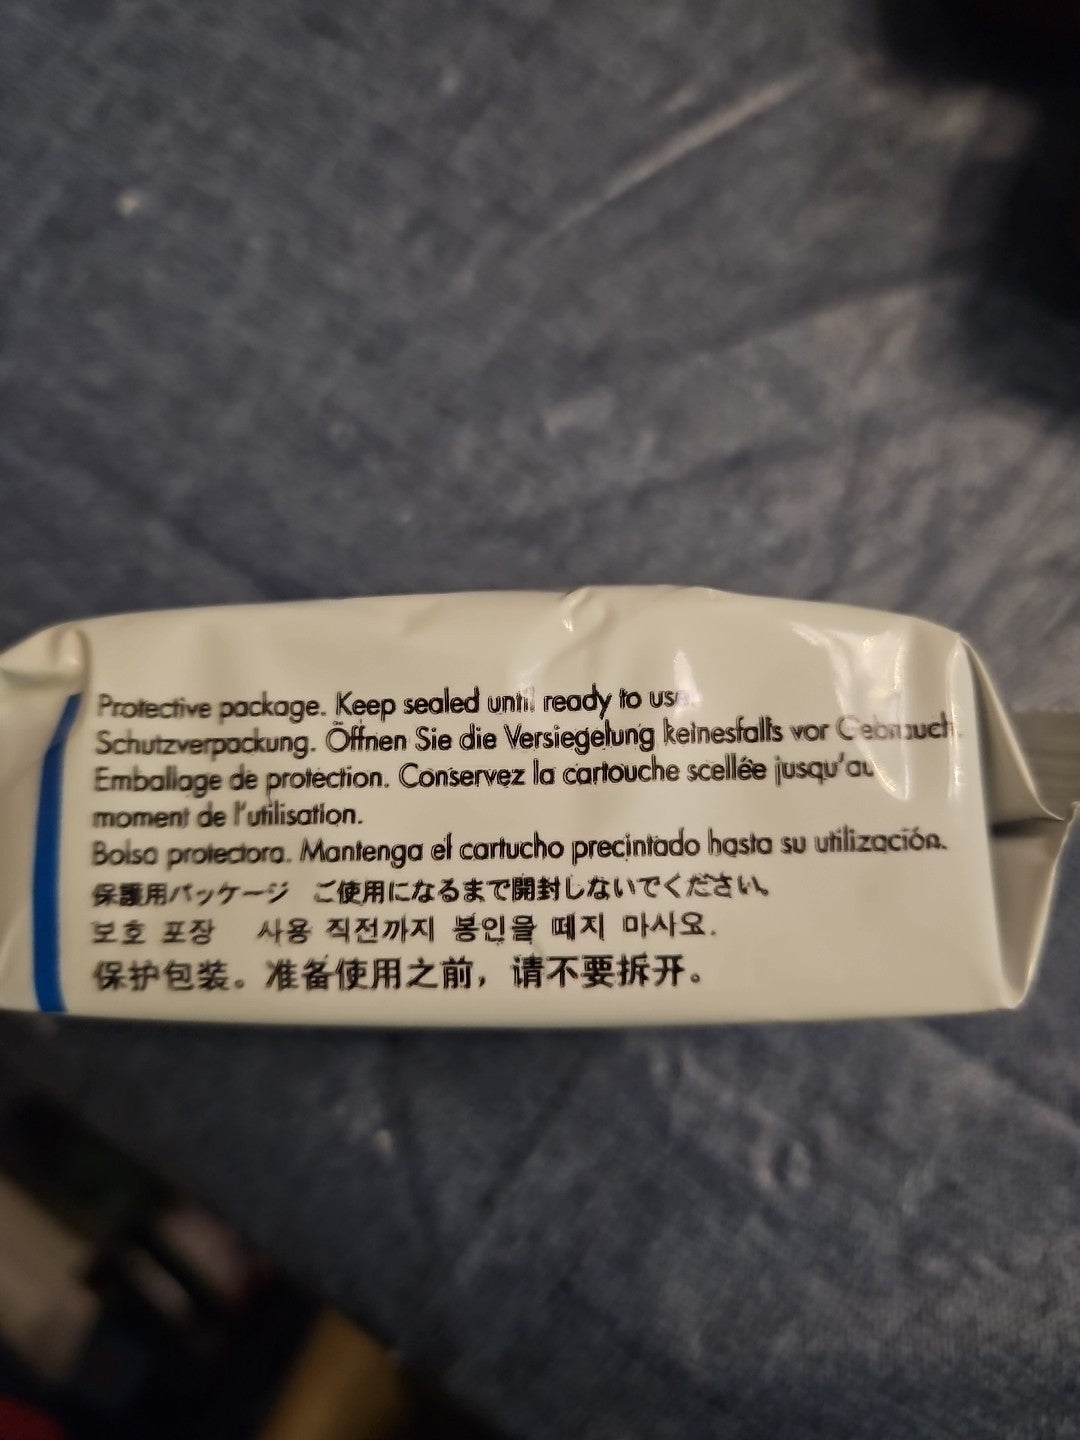 Protective package. Keep sealed until ready to use.
Schutzverpackung. Öffnen Sie die Versiegelung keinesfalls vor Gebrauch.
Emballage de protection. Conservez la cartouche scellée jusqu'au
moment de l'utilisation.
Bolsa protectora. Mantenga el cartucho precintado hasta su utilización.
保護用パッケージ ご使用になるまで開封しないでください。
보호 포장 사용 직전까지 봉인을 떼지 마시요.
保护包装。准备使用之前，请不要拆开。